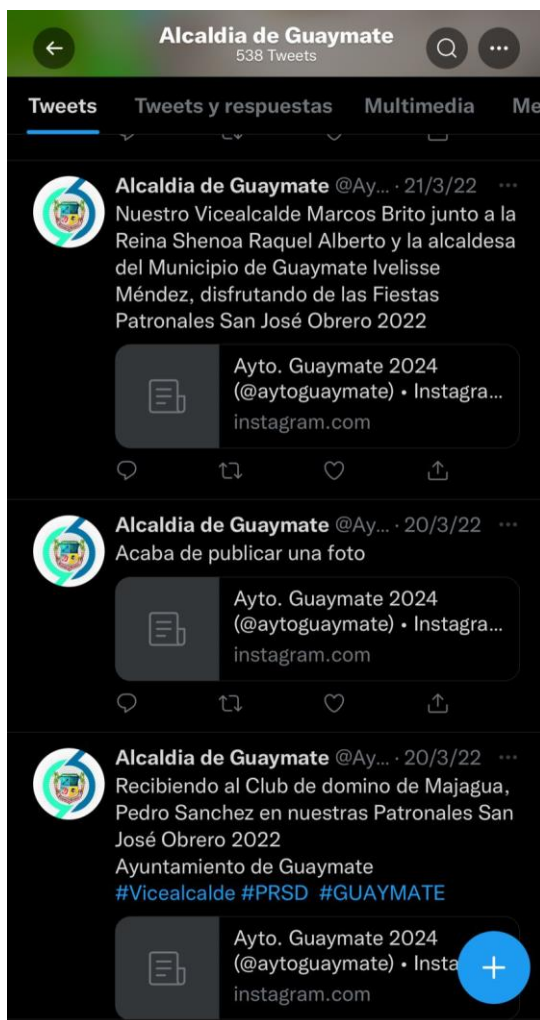 Alcaldia de Guaymate
538 Tweets
Tweets Tweets y respuestas Multimedia Me
Alcaldia de Guaymate @Ay... · 21/3/22
Nuestro Vicealcalde Marcos Brito junto a la
Reina Shenoa Raquel Alberto y la alcaldesa
del Municipio de Guaymate Ivelisse
Méndez, disfrutando de las Fiestas
Patronales San José Obrero 2022
Ayto. Guaymate 2024
(@aytoguaymate) • Instagra...
instagram.com
Alcaldia de Guaymate @Ay... · 20/3/22
Acaba de publicar una foto
Ayto. Guaymate 2024
(@aytoguaymate) • Instagra...
instagram.com
Alcaldia de Guaymate @Ay... · 20/3/22
Recibiendo al Club de domino de Majagua,
Pedro Sanchez en nuestras Patronales San
José Obrero 2022
Ayuntamiento de Guaymate
#Vicealcalde #PRSD #GUAYMATE
Ayto. Guaymate 2024
(@aytoguaymate) • Insta
instagram.com